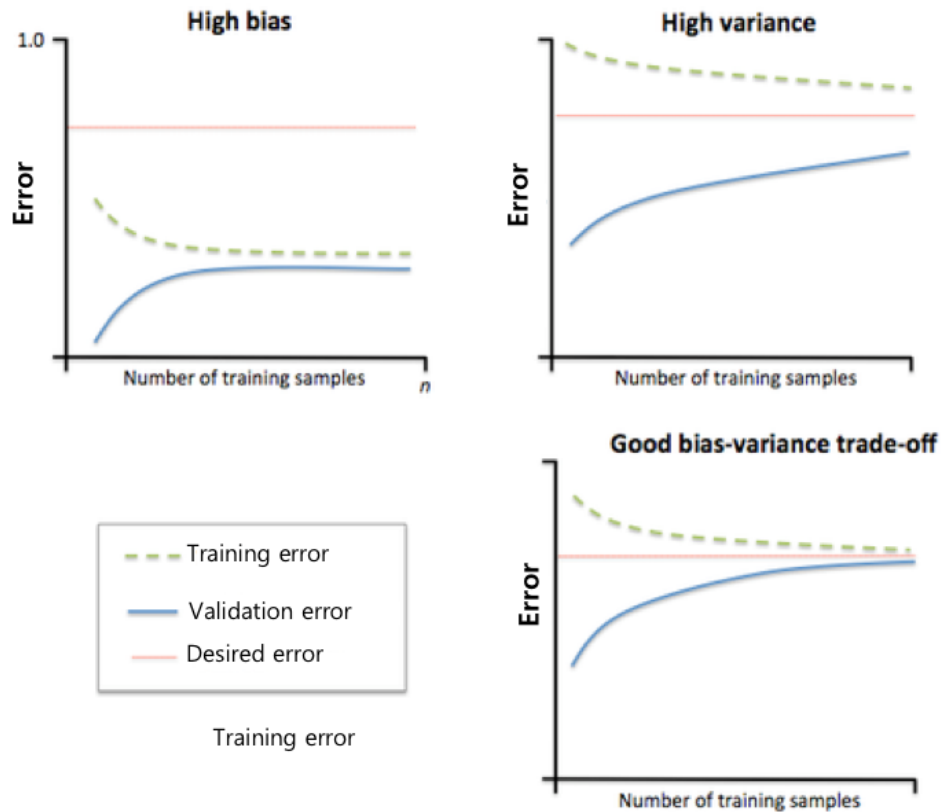 High bias
1.0
Error
Number of training samples
n
High variance
Error
Number of training samples
Training error
Validation error
Desired error
Training error
Good bias-variance trade-off
Error
Number of training samples